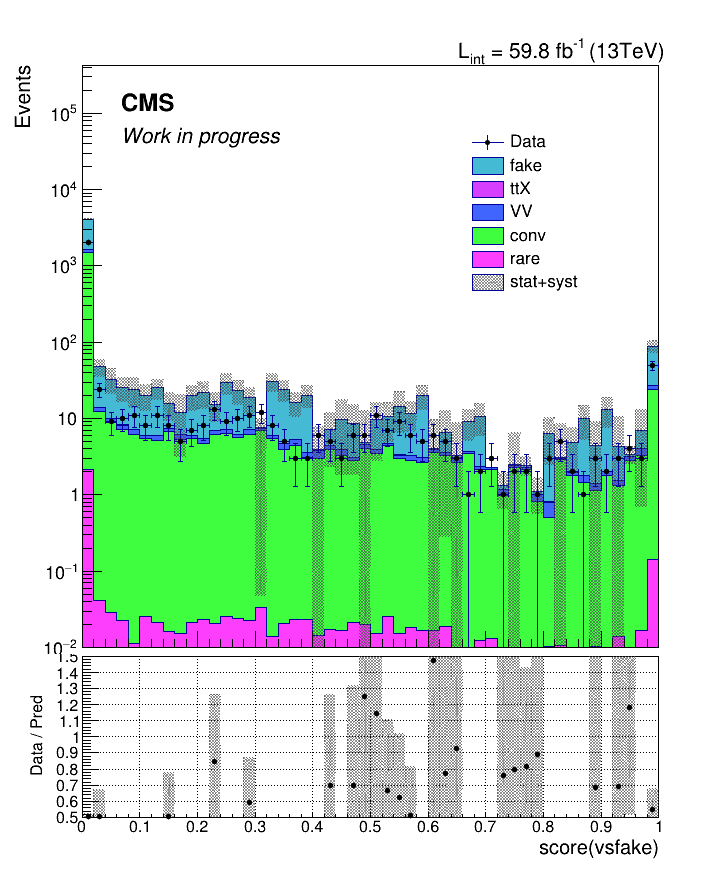 L_int = 59.8 fb^-1 (13TeV)
Events
CMS
Work in progress
Data
fake
ttX
VV
conv
rare
stat+syst
10^5
10^4
10^3
10^2
10
1
10^-1
10^-2
Data / Pred
1.5
1.4
1.3
1.2
1.1
1
0.9
0.8
0.7
0.6
0.5
0 0.1 0.2 0.3 0.4 0.5 0.6 0.7 0.8 0.9 1
score(vsfake)